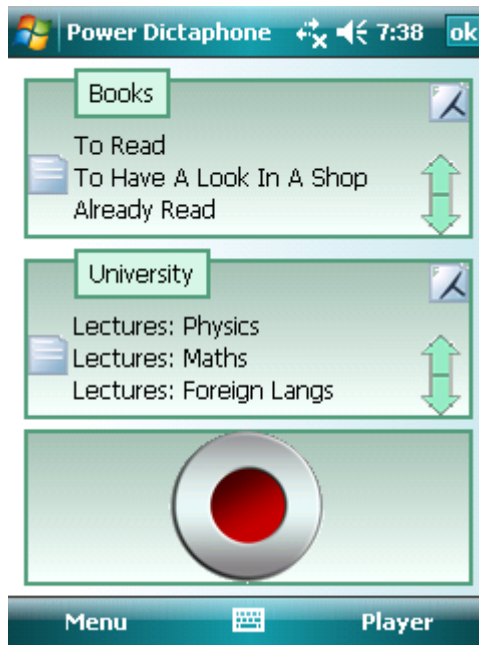 Power Dictaphone 7:38 ok
Books
To Read
To Have A Look In A Shop
Already Read
University
Lectures: Physics
Lectures: Maths
Lectures: Foreign Langs
Menu Player